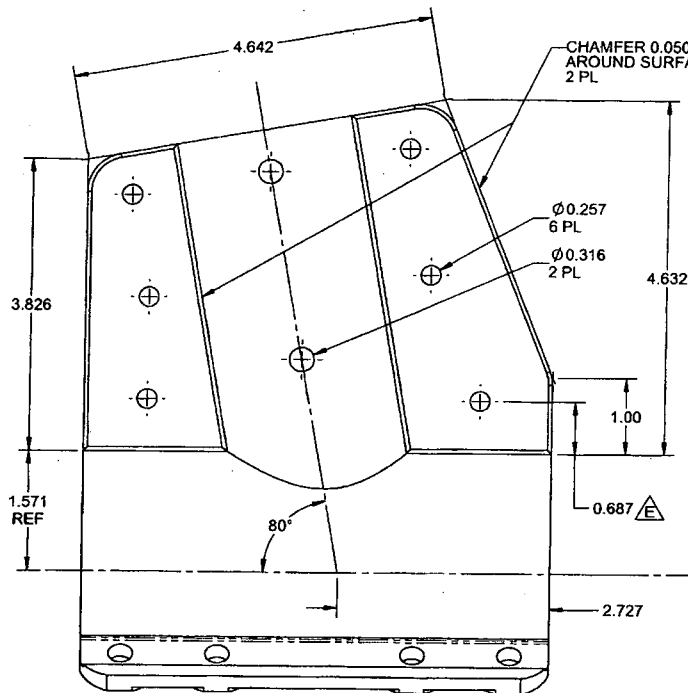 4.642
CHAMFER 0.050
AROUND SURFA
2 PL
Ø0.257
6 PL
Ø0.316
2 PL
3.826
4.632
1.00
1.571
REF
0.687 E
80°
2.727